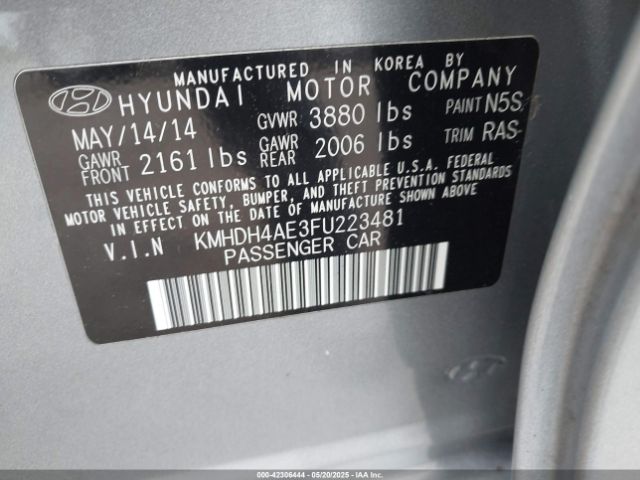 MANUFACTURED IN KOREA BY
HYUNDAI MOTOR COMPANY
MAY/14/14 GVWR 3880 lbs PAINT N5S
GAWR FRONT 2161 lbs GAWR REAR 2006 lbs TRIM RAS
THIS VEHICLE CONFORMS TO ALL APPLICABLE U.S.A. FEDERAL
MOTOR VEHICLE SAFETY, BUMPER, AND THEFT PREVENTION STANDARDS
IN EFFECT ON THE DATE OF MANUFACTURE SHOWN ABOVE
V.I.N KMHDH4AE3FU223481
PASSENGER CAR
000-42306444 - 05/20/2025 - IAAI.COM